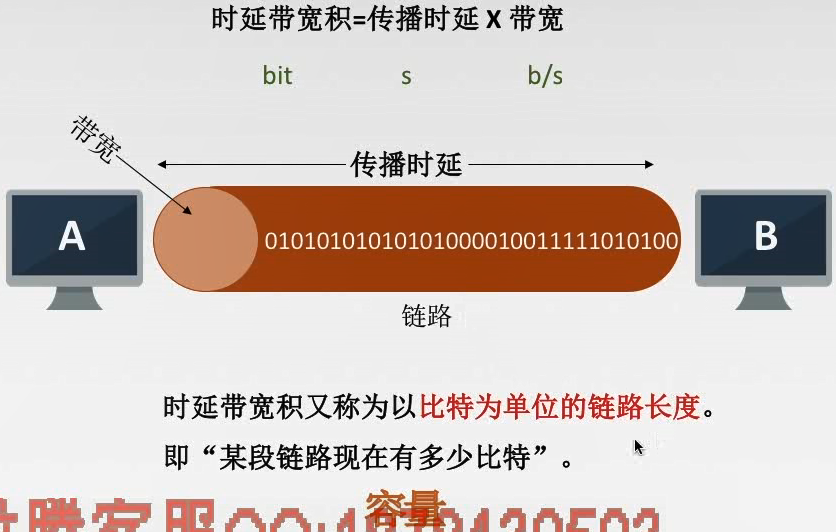 时延带宽积=传播时延 X 带宽
bit s b/s
带宽
传播时延
A
01010101010101000010011111010100
B
链路
时延带宽积又称为以比特为单位的链路长度。
即“某段链路现在有多少比特”。
容量